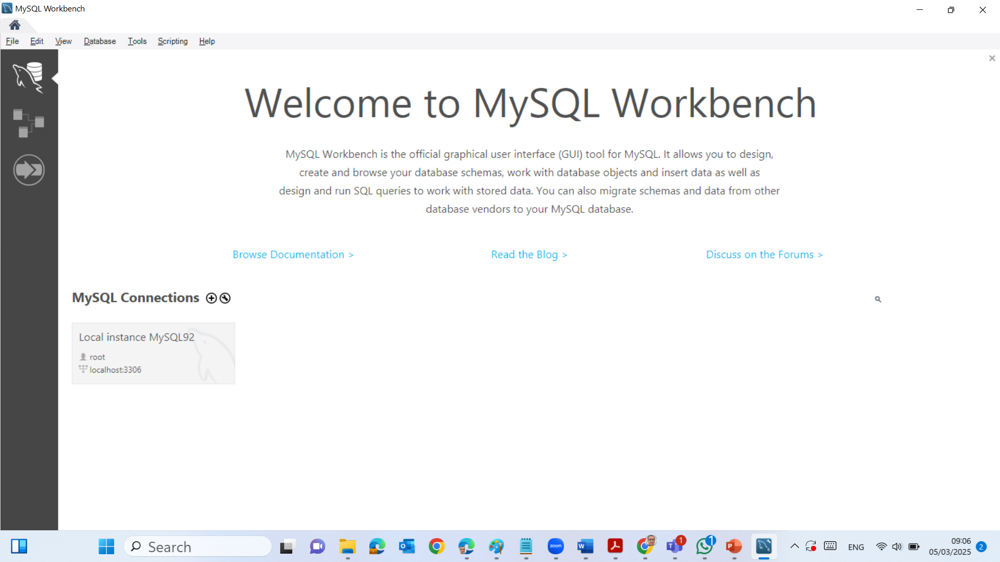 MySQL Workbench
File Edit View Database Tools Scripting Help
Welcome to MySQL Workbench
MySQL Workbench is the official graphical user interface (GUI) tool for MySQL. It allows you to design,
create and browse your database schemas, work with database objects and insert data as well as
design and run SQL queries to work with stored data. You can also migrate schemas and data from other
database vendors to your MySQL database.
Browse Documentation > Read the Blog > Discuss on the Forums >
MySQL Connections
Local instance MySQL92
root
localhost:3306
Search
zoom
1
1
ENG
09:06
05/03/2025
2